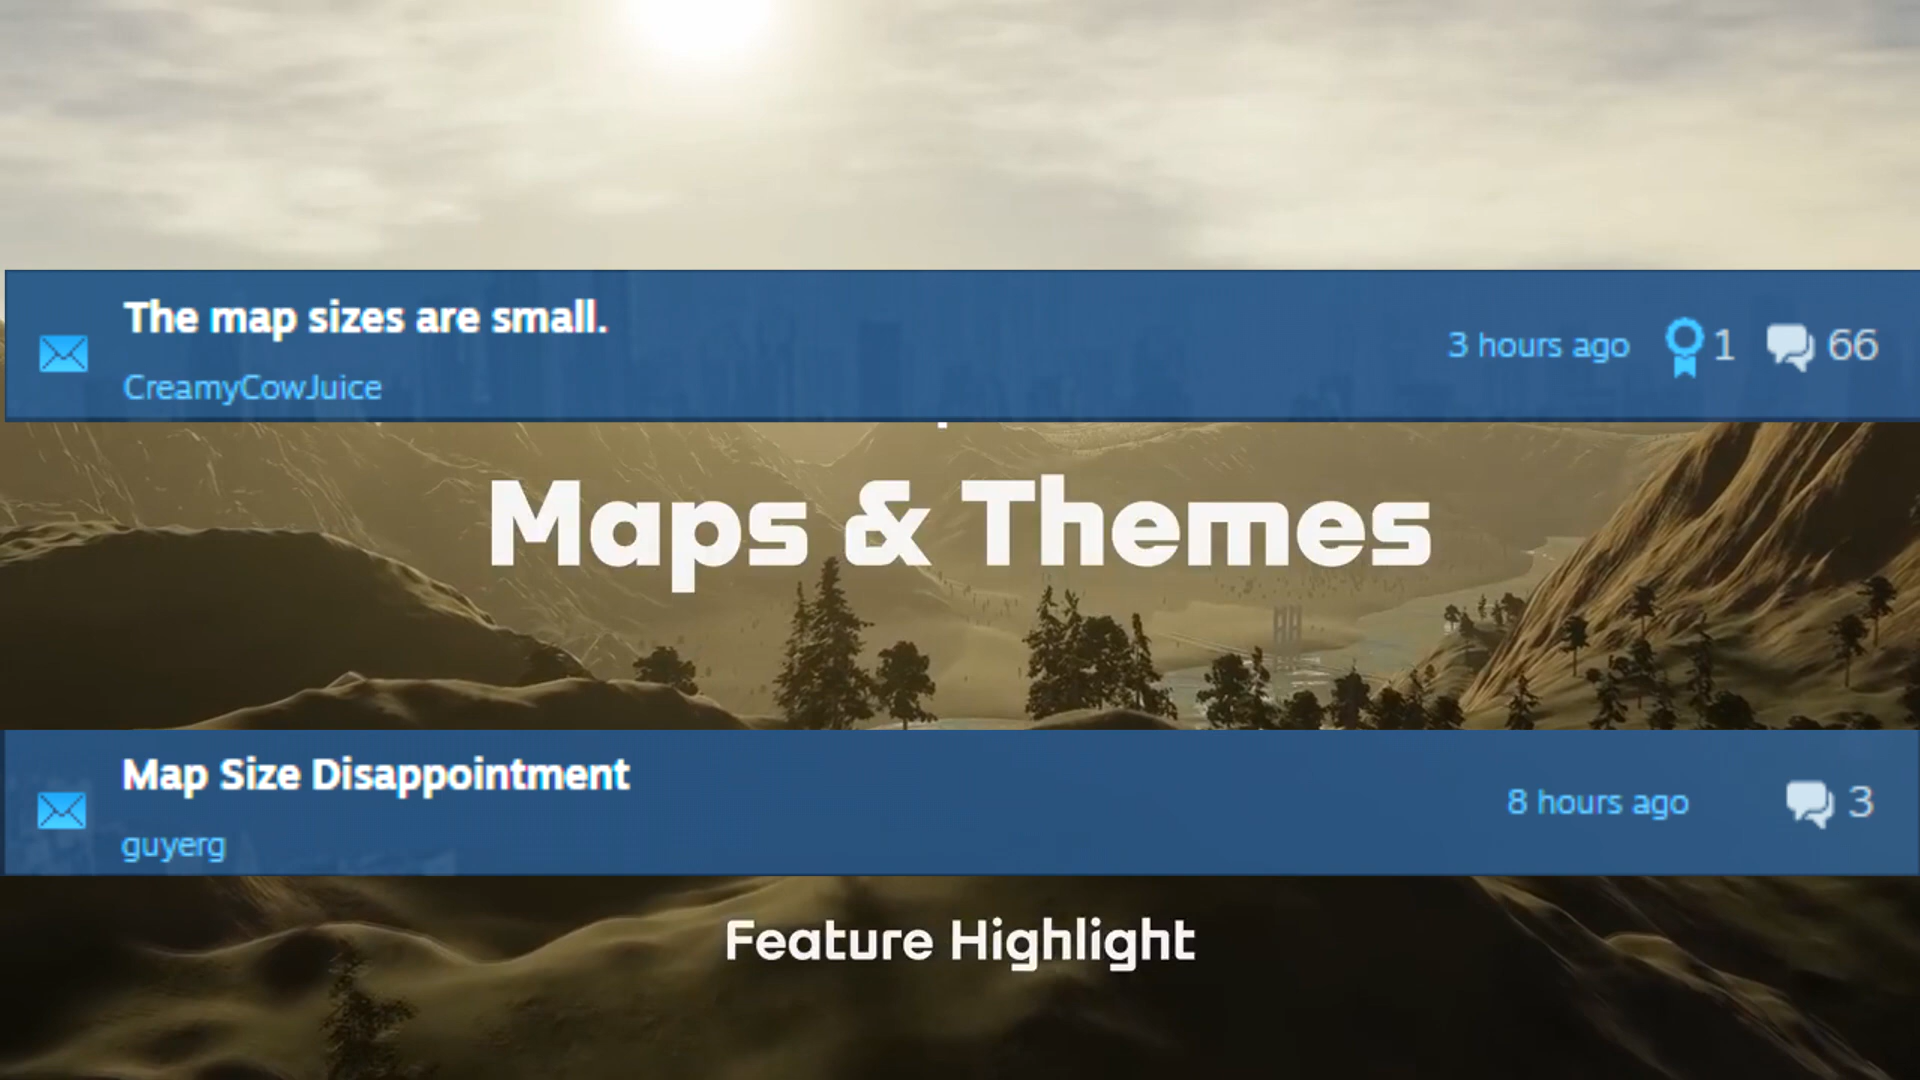 The map sizes are small.
CreamyCowJuice
3 hours ago 1 66
Maps & Themes
Map Size Disappointment
guyerg
8 hours ago 3
Feature Highlight